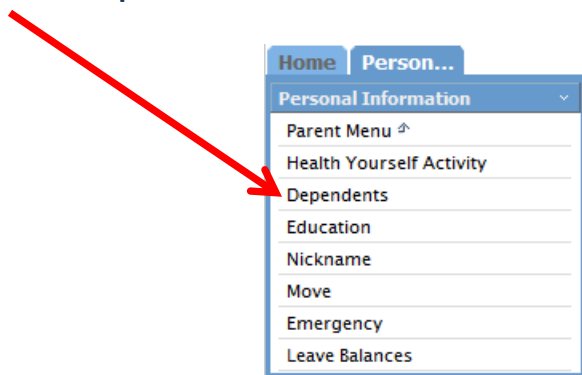 Home Person...
Personal Information
Parent Menu
Health Yourself Activity
Dependents
Education
Nickname
Move
Emergency
Leave Balances